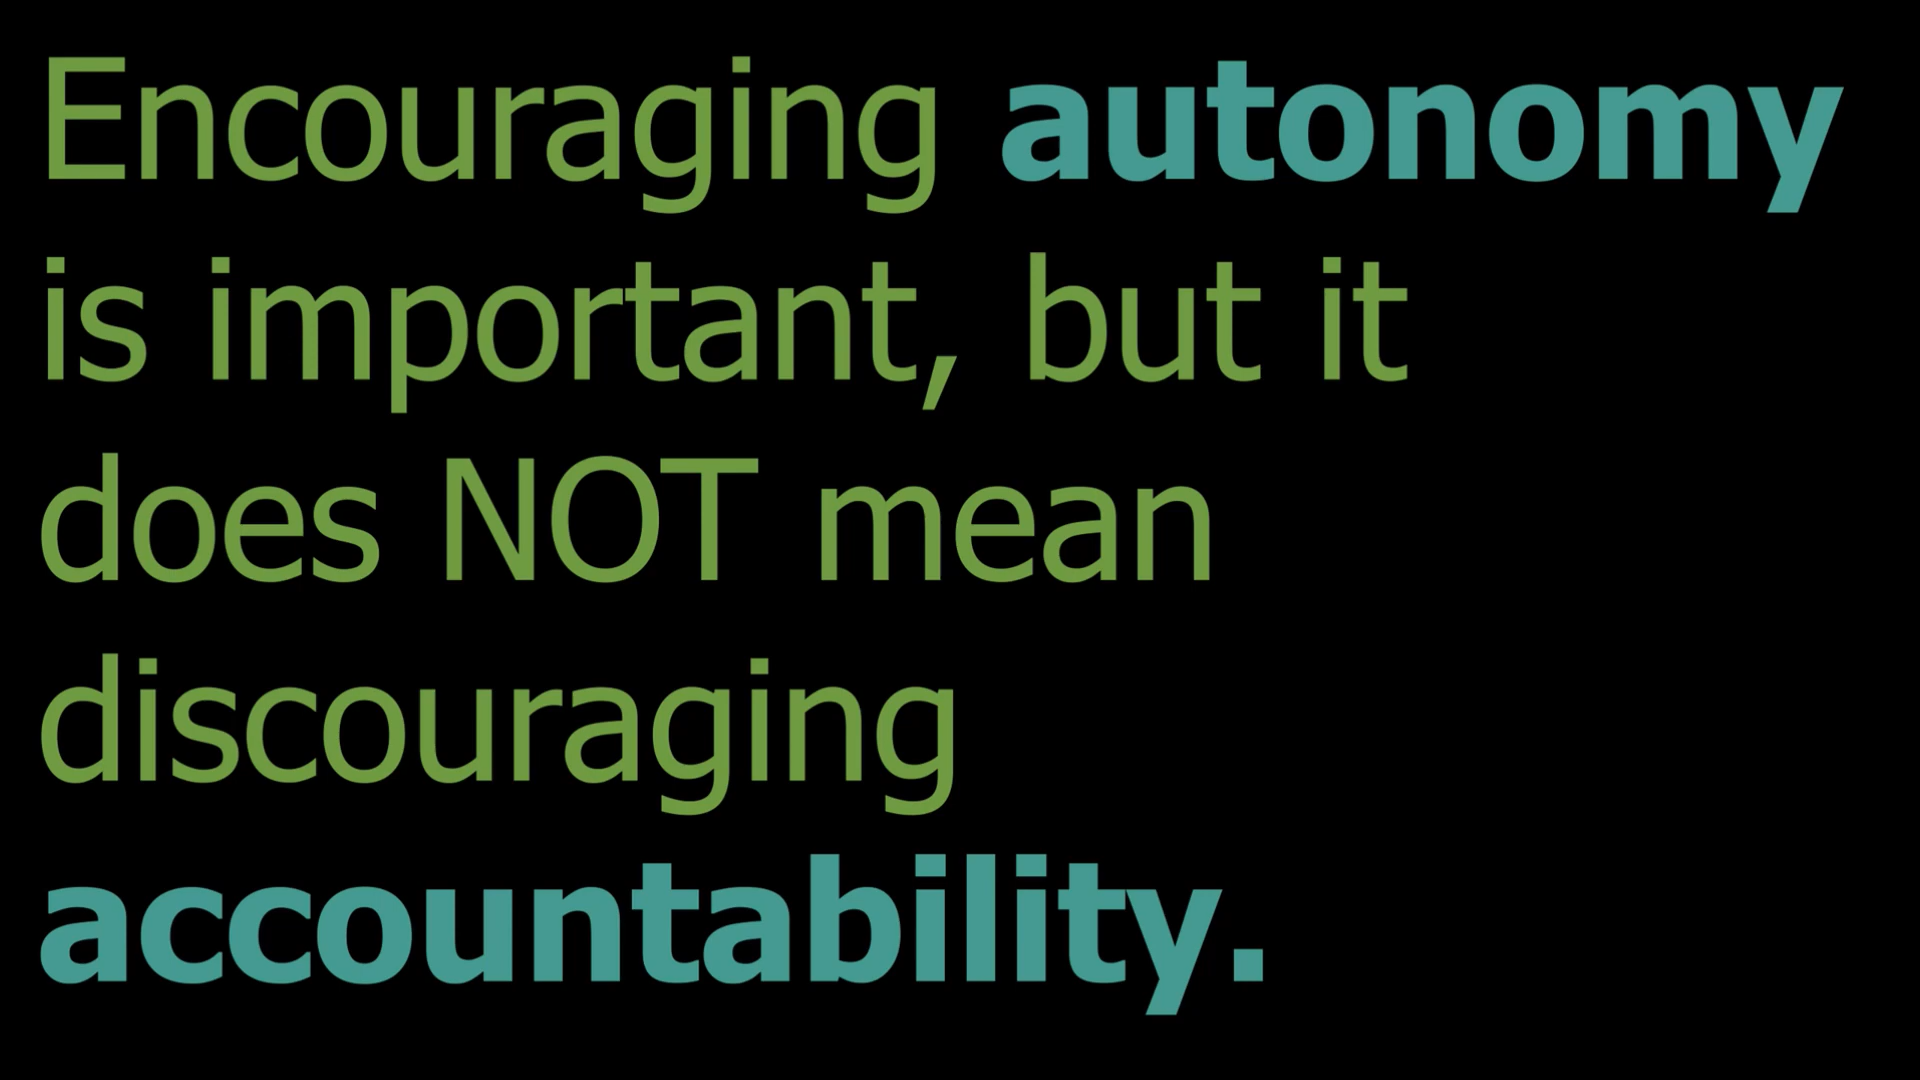 Encouraging autonomy
is important, but it
does NOT mean
discouraging
accountability.